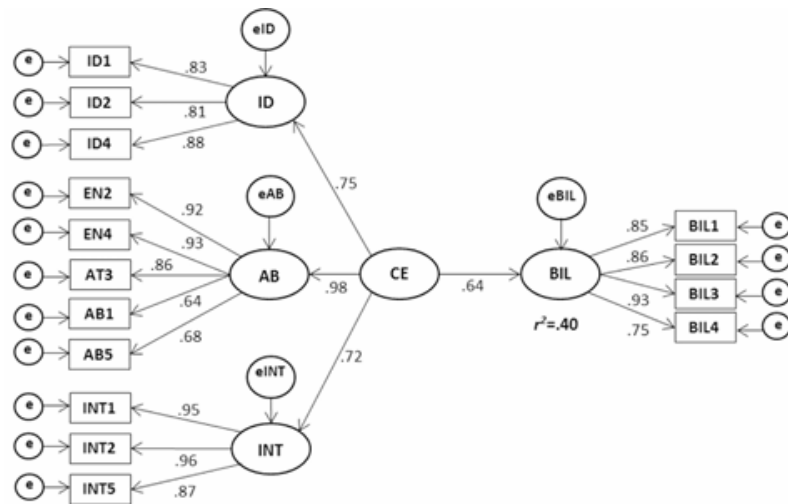 eID
e ID1 .83
e ID2 .81 ID
e ID4 .88
.75
e EN2 .92 eAB eBIL
e EN4 .93 .85 BIL1 e
e AT3 .86 AB .98 CE .64 BIL .86 BIL2 e
e AB1 .64 .93 BIL3 e
e AB5 .68 r²=.40 .75 BIL4 e
.72
eINT
e INT1 .95
e INT2 .96 INT
e INT5 .87